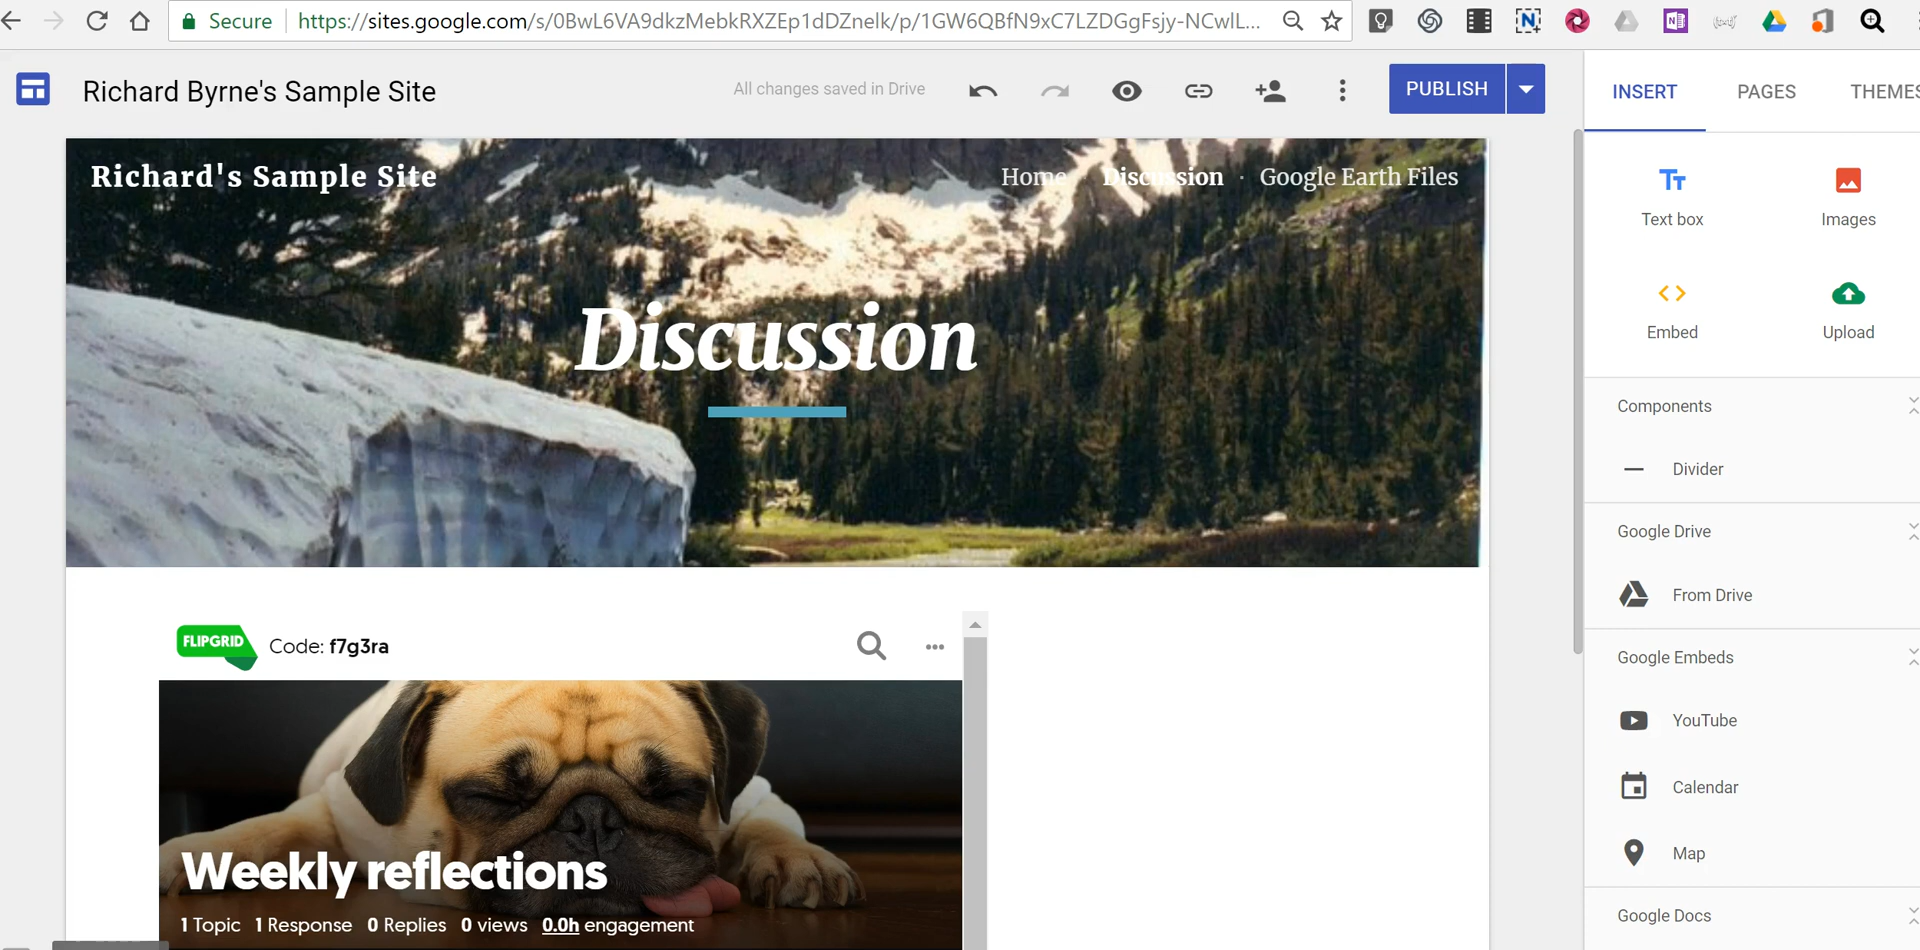 Secure
https://sites.google.com/s/0BwL6VA9dkzMebkRXZEp1dDZnelk/p/1GW6QBfN9xC7LZDGgFsjy-NCwlL...
Richard Byrne's Sample Site
All changes saved in Drive
PUBLISH
INSERT
PAGES
THEMES
Richard's Sample Site
Home
Discussion
Google Earth Files
Discussion
Text box
Images
Embed
Upload
Components
Divider
Google Drive
From Drive
Google Embeds
YouTube
Calendar
Map
Google Docs
FLIPGRID
Code: f7g3ra
Weekly reflections
1 Topic 1 Response 0 Replies 0 views 0.0h engagement